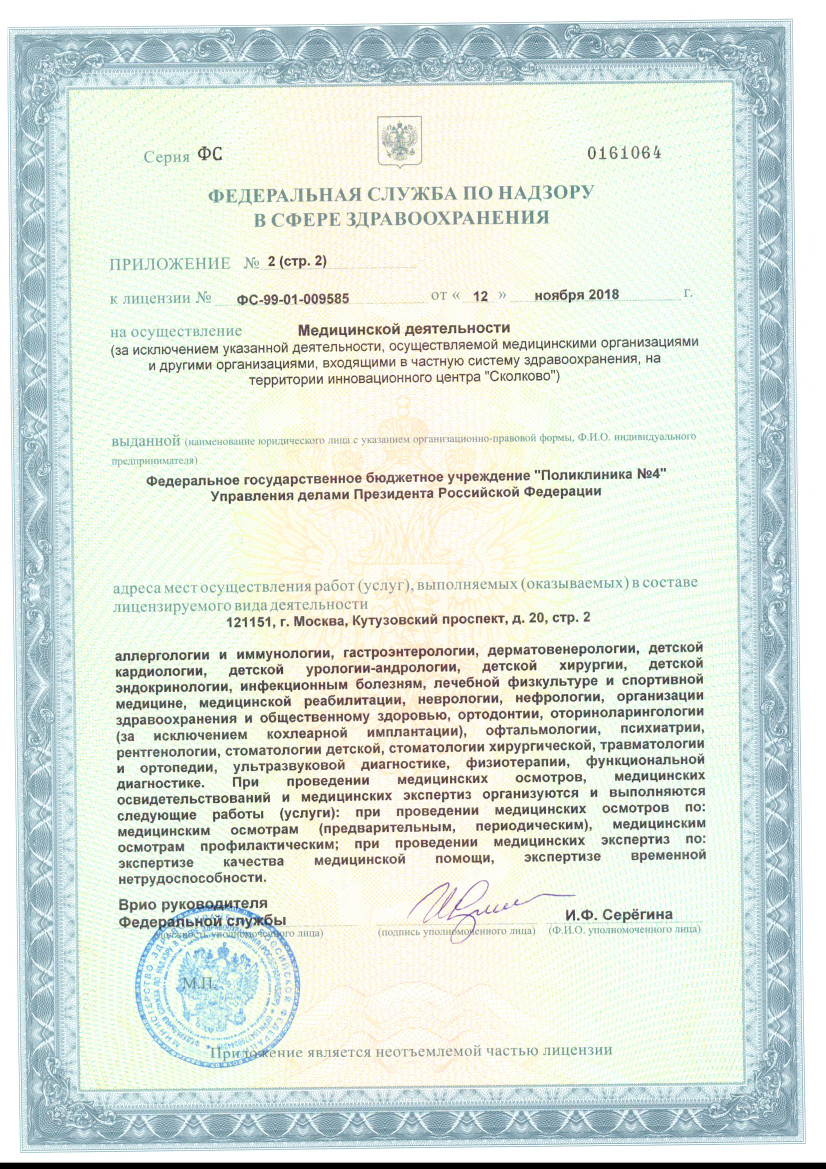 Серия ФС
0161064
ФЕДЕРАЛЬНАЯ СЛУЖБА ПО НАДЗОРУ
В СФЕРЕ ЗДРАВООХРАНЕНИЯ
ПРИЛОЖЕНИЕ № 2 (стр. 2)
к лицензии № ФС-99-01-009585 от « 12 » ноября 2018 г.
на осуществление Медицинской деятельности
(за исключением указанной деятельности, осуществляемой медицинскими организациями
и другими организациями, входящими в частную систему здравоохранения, на
территории инновационного центра "Сколково")
выданной (наименование юридического лица с указанием организационно-правовой формы, Ф.И.О. индивидуального
предпринимателя)
Федеральное государственное бюджетное учреждение "Поликлиника №4"
Управления делами Президента Российской Федерации
адреса мест осуществления работ (услуг), выполняемых (оказываемых) в составе
лицензируемого вида деятельности
121151, г. Москва, Кутузовский проспект, д. 20, стр. 2
аллергологии и иммунологии, гастроэнтерологии, дерматовенерологии, детской
кардиологии, детской урологии-андрологии, детской хирургии, детской
эндокринологии, инфекционным болезням, лечебной физкультуре и спортивной
медицине, медицинской реабилитации, неврологии, нефрологии, организации
здравоохранения и общественному здоровью, ортодонтии, оториноларингологии
(за исключением кохлеарной имплантации), офтальмологии, психиатрии,
рентгенологии, стоматологии детской, стоматологии хирургической, травматологии
и ортопедии, ультразвуковой диагностике, физиотерапии, функциональной
диагностике. При проведении медицинских осмотров, медицинских
освидетельствований и медицинских экспертиз организуются и выполняются
следующие работы (услуги): при проведении медицинских осмотров по:
медицинским осмотрам (предварительным, периодическим), медицинским
осмотрам профилактическим; при проведении медицинских экспертиз по:
экспертизе качества медицинской помощи, экспертизе временной
нетрудоспособности.
Врио руководителя
Федеральной службы
И.Ф. Серёгина
(должность уполномоченного лица) (подпись уполномоченного лица) (Ф.И.О. уполномоченного лица)
М.П.
Приложение является неотъемлемой частью лицензии